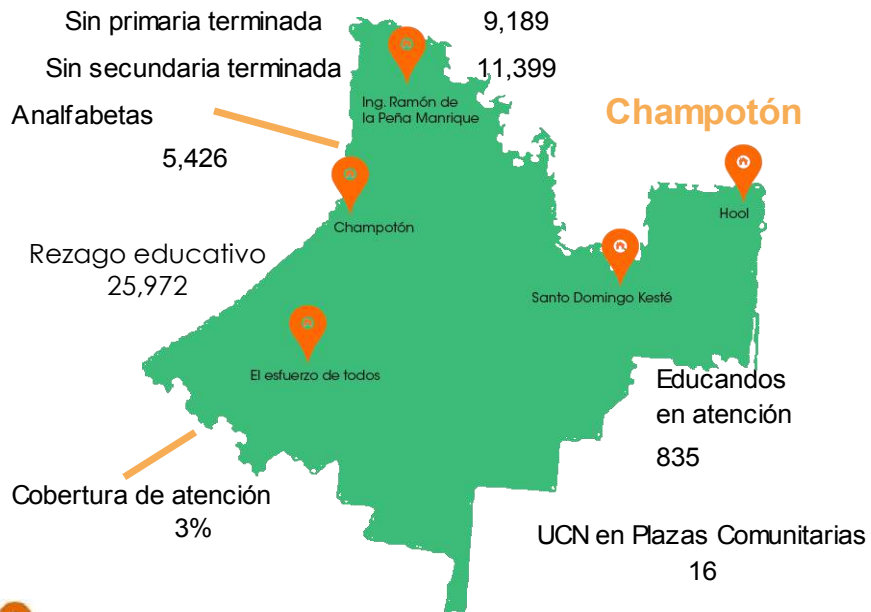 Sin primaria terminada 9,189
Sin secundaria terminada 11,399
Analfabetas
5,426
Ing. Ramón de
la Peña Manrique
Champotón
Hool
Champotón
Rezago educativo
25,972
Santo Domingo Kesté
El esfuerzo de todos
Educandos
en atención
835
Cobertura de atención
3%
UCN en Plazas Comunitarias
16